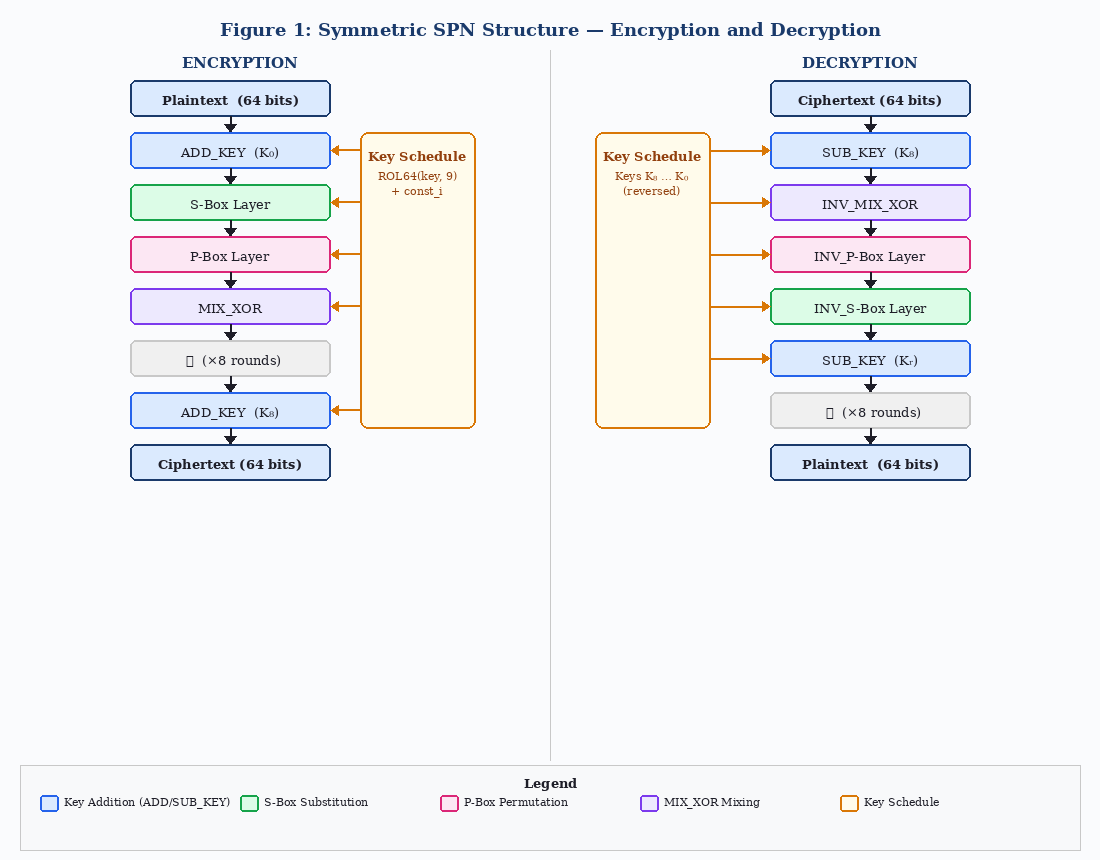 Figure 1: Symmetric SPN Structure — Encryption and Decryption
ENCRYPTION
Plaintext (64 bits)
ADD_KEY (K₀)
S-Box Layer
P-Box Layer
MIX_XOR
(×8 rounds)
ADD_KEY (K₈)
Ciphertext (64 bits)
Key Schedule
ROL64(key, 9)
+ const_i
DECRYPTION
Ciphertext (64 bits)
SUB_KEY (K₈)
INV_MIX_XOR
INV_P-Box Layer
INV_S-Box Layer
SUB_KEY (Kᵣ)
(×8 rounds)
Plaintext (64 bits)
Key Schedule
Keys K₈ … K₀
(reversed)
Legend
Key Addition (ADD/SUB_KEY)
S-Box Substitution
P-Box Permutation
MIX_XOR Mixing
Key Schedule